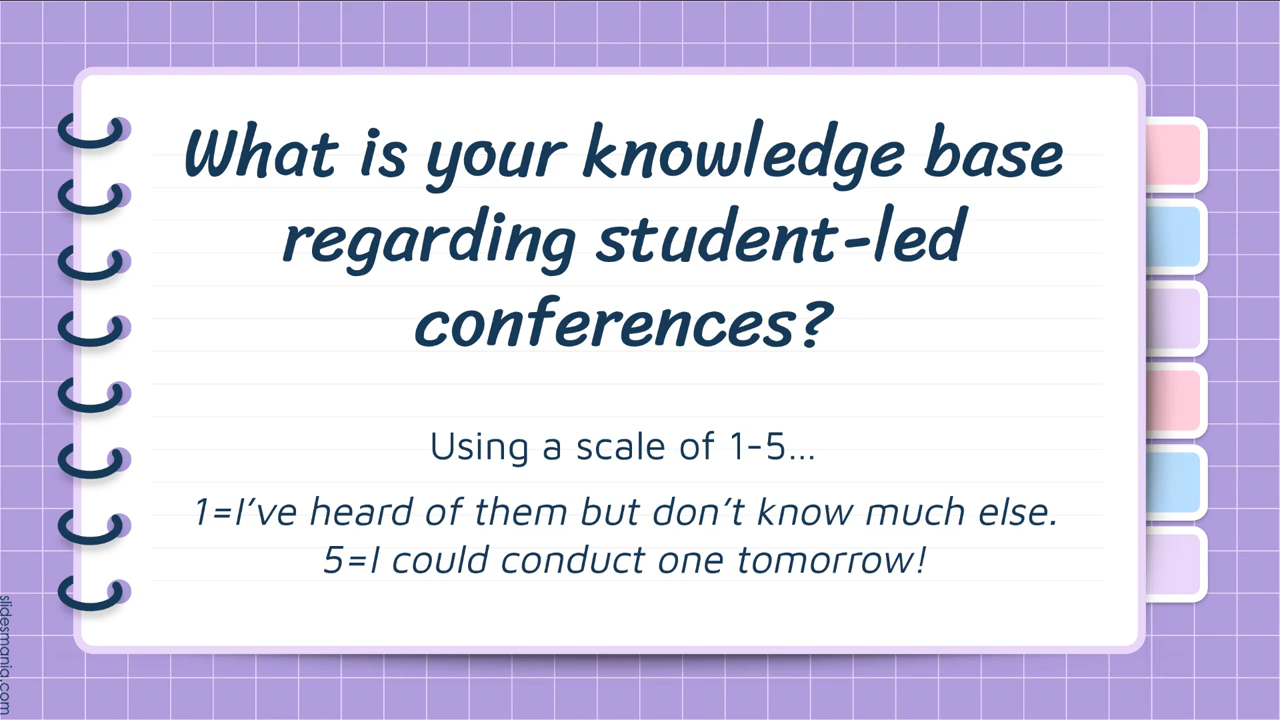 What is your knowledge base
regarding student-led
conferences?
Using a scale of 1-5...
1=I've heard of them but don't know much else.
5=I could conduct one tomorrow!
slidesmania.com